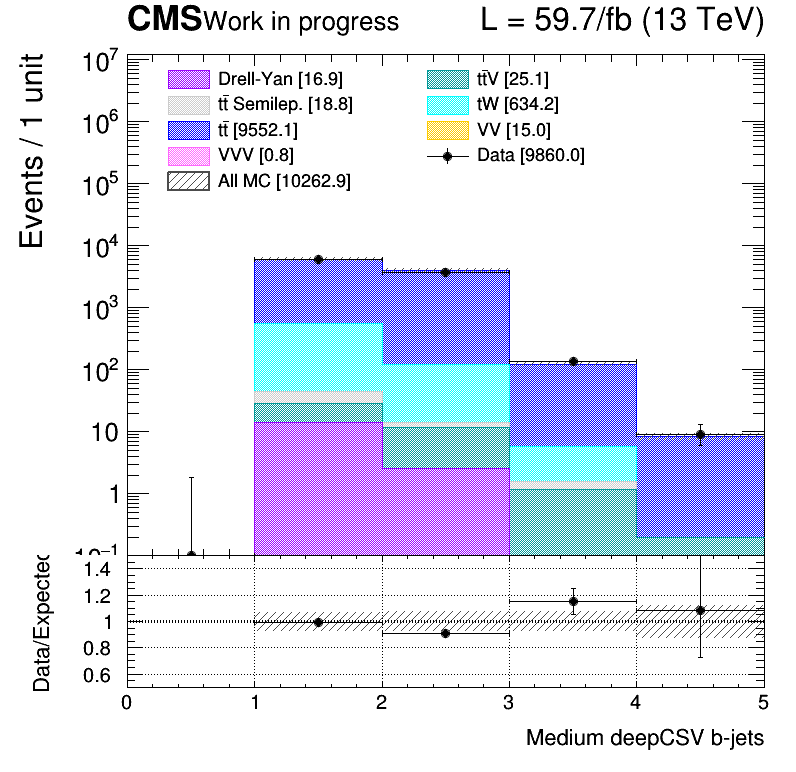 CMS Work in progress L = 59.7/fb (13 TeV)
Events / 1 unit
10⁷
10⁶
10⁵
10⁴
10³
10²
10
1
10⁻¹
Drell-Yan [16.9]
tt̄ Semilep. [18.8]
tt̄ [9552.1]
VVV [0.8]
All MC [10262.9]
tt̄V [25.1]
tW [634.2]
VV [15.0]
Data [9860.0]
Data/Expected
1.4
1.2
1
0.8
0.6
0 1 2 3 4 5
Medium deepCSV b-jets